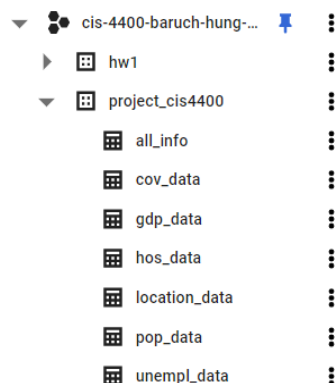 cis-4400-baruch-hung-...
hw1
project_cis4400
all_info
cov_data
gdp_data
hos_data
location_data
pop_data
unempl_data